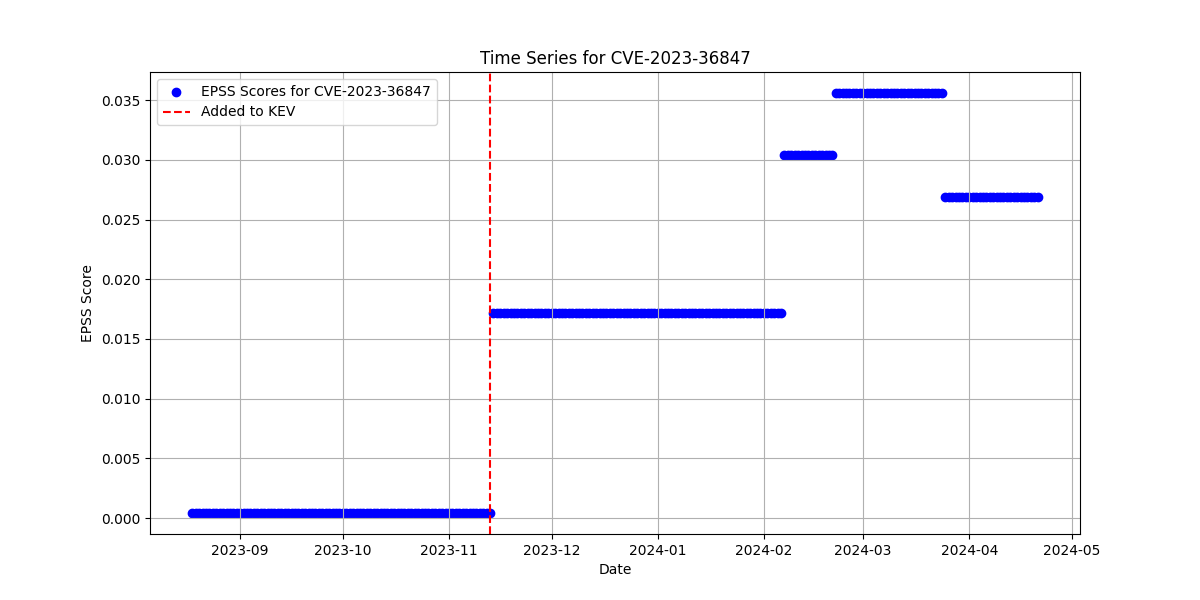 Time Series for CVE-2023-36847
EPSS Scores for CVE-2023-36847
Added to KEV
EPSS Score
0.035
0.030
0.025
0.020
0.015
0.010
0.005
0.000
2023-09 2023-10 2023-11 2023-12 2024-01 2024-02 2024-03 2024-04 2024-05
Date